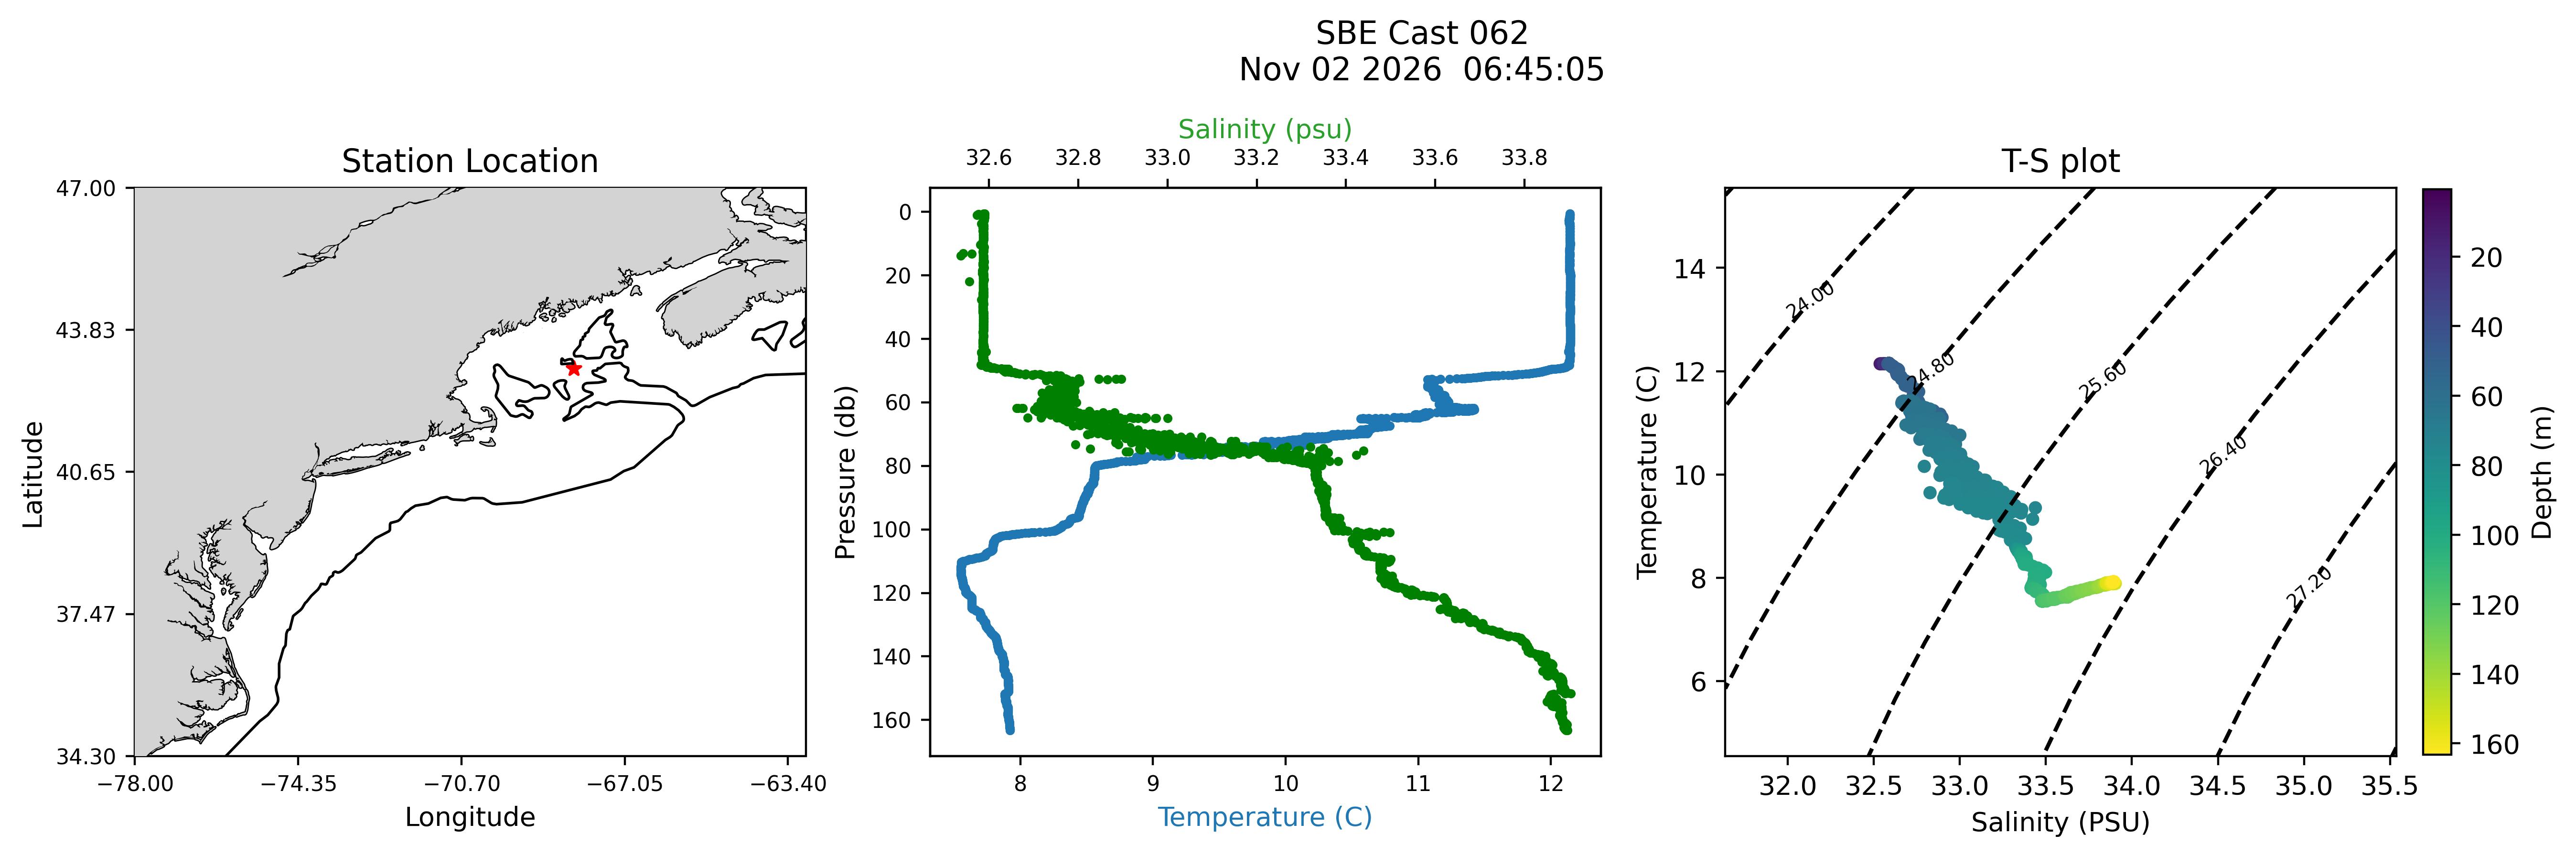 SBE Cast 062
Nov 02 2026  06:45:05
Station Location
47.00
43.83
40.65
37.47
34.30
Latitude
−78.00 −74.35 −70.70 −67.05 −63.40
Longitude
Salinity (psu)
32.6 32.8 33.0 33.2 33.4 33.6 33.8
0
20
40
60
80
100
120
140
160
Pressure (db)
8 9 10 11 12
Temperature (C)
T-S plot
14
12
10
8
6
Temperature (C)
24.00
24.80
25.60
26.40
27.20
32.0 32.5 33.0 33.5 34.0 34.5 35.0 35.5
Salinity (PSU)
20
40
60
80
100
120
140
160
Depth (m)